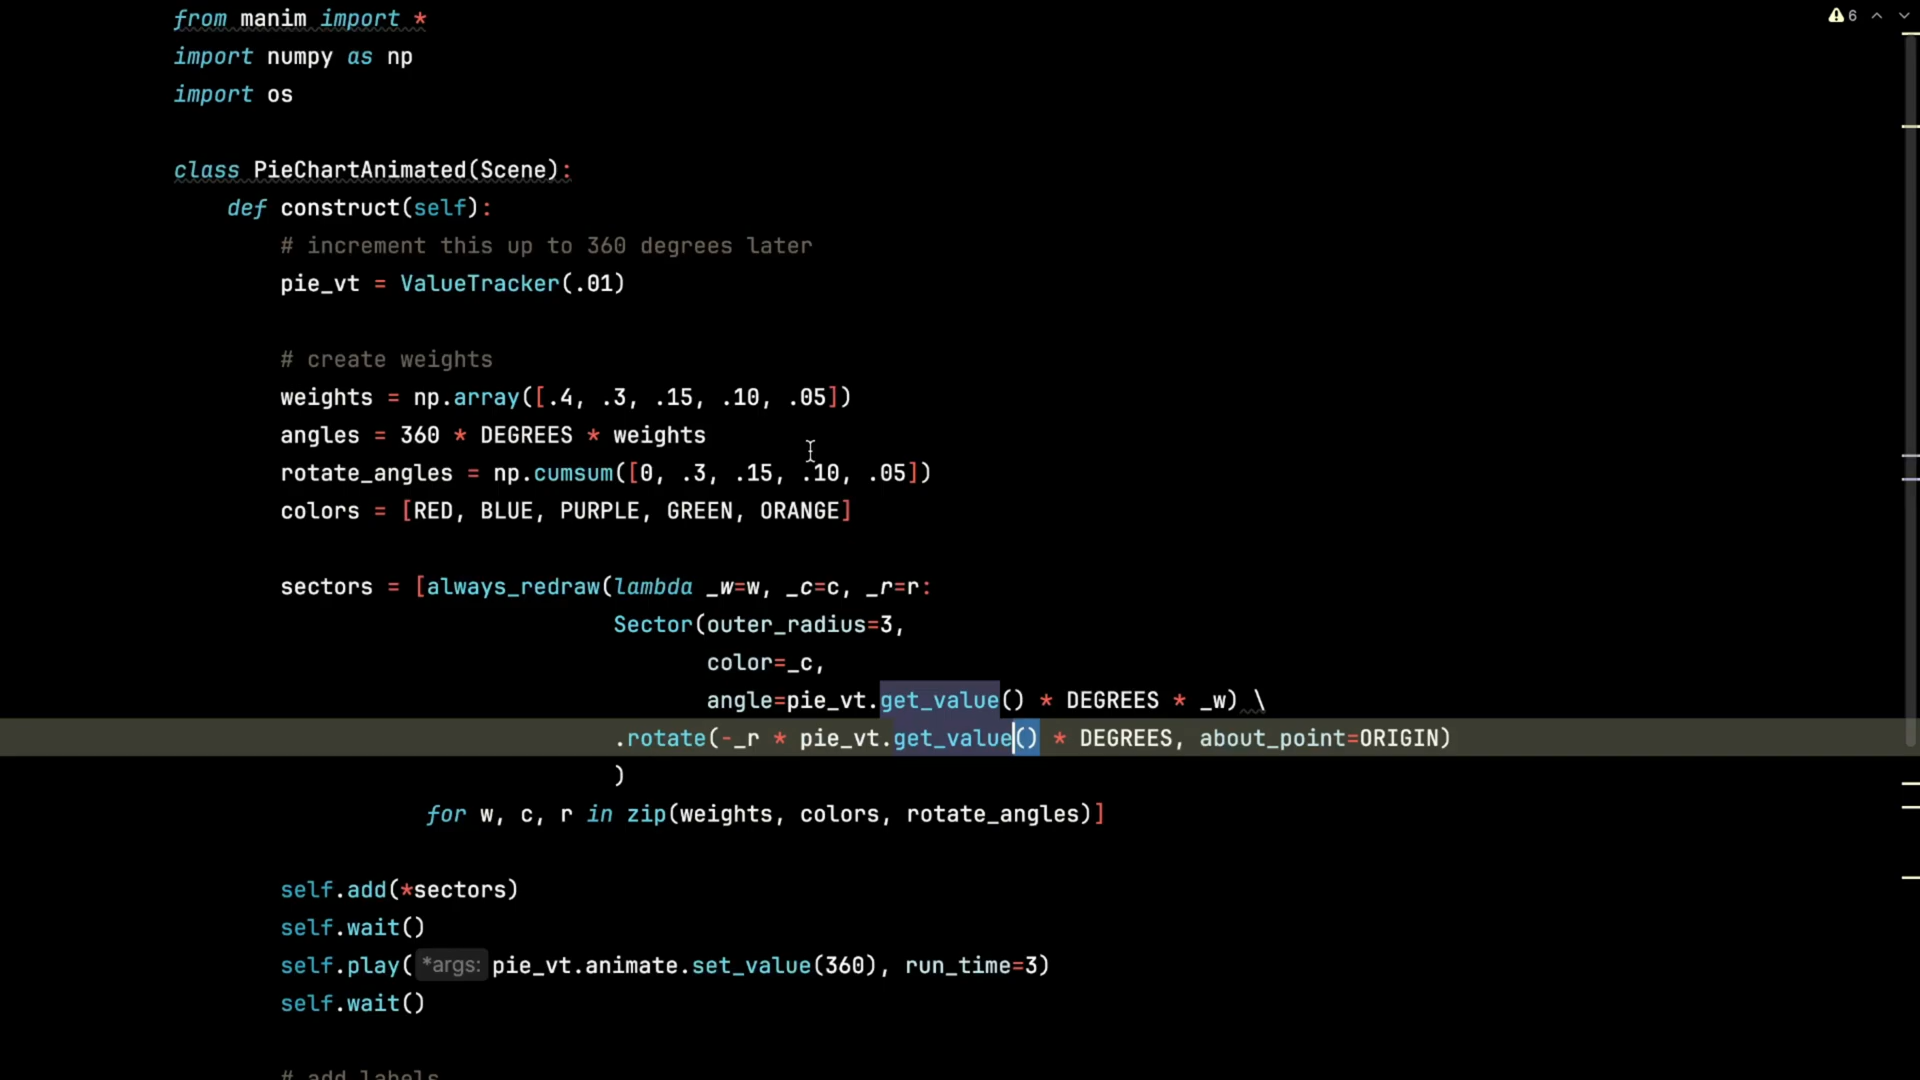 from manim import *
6
import numpy as np
import os
class PieChartAnimated(Scene):
def construct(self):
# increment this up to 360 degrees later
pie_vt = ValueTracker(.01)
# create weights
weights = np.array([.4, .3, .15, .10, .05])
angles = 360 * DEGREES * weights
rotate_angles = np.cumsum([0, .3, .15, .10, .05])
colors = [RED, BLUE, PURPLE, GREEN, ORANGE]
sectors = [always_redraw(lambda _w=w, _c=c, _r=r:
Sector(outer_radius=3,
color=_c,
angle=pie_vt.get_value() * DEGREES * _w) \
.rotate(-_r * pie_vt.get_value() * DEGREES, about_point=ORIGIN)
)
for w, c, r in zip(weights, colors, rotate_angles)]
self.add(*sectors)
self.wait()
self.play( *args: pie_vt.animate.set_value(360), run_time=3)
self.wait()
# add labels